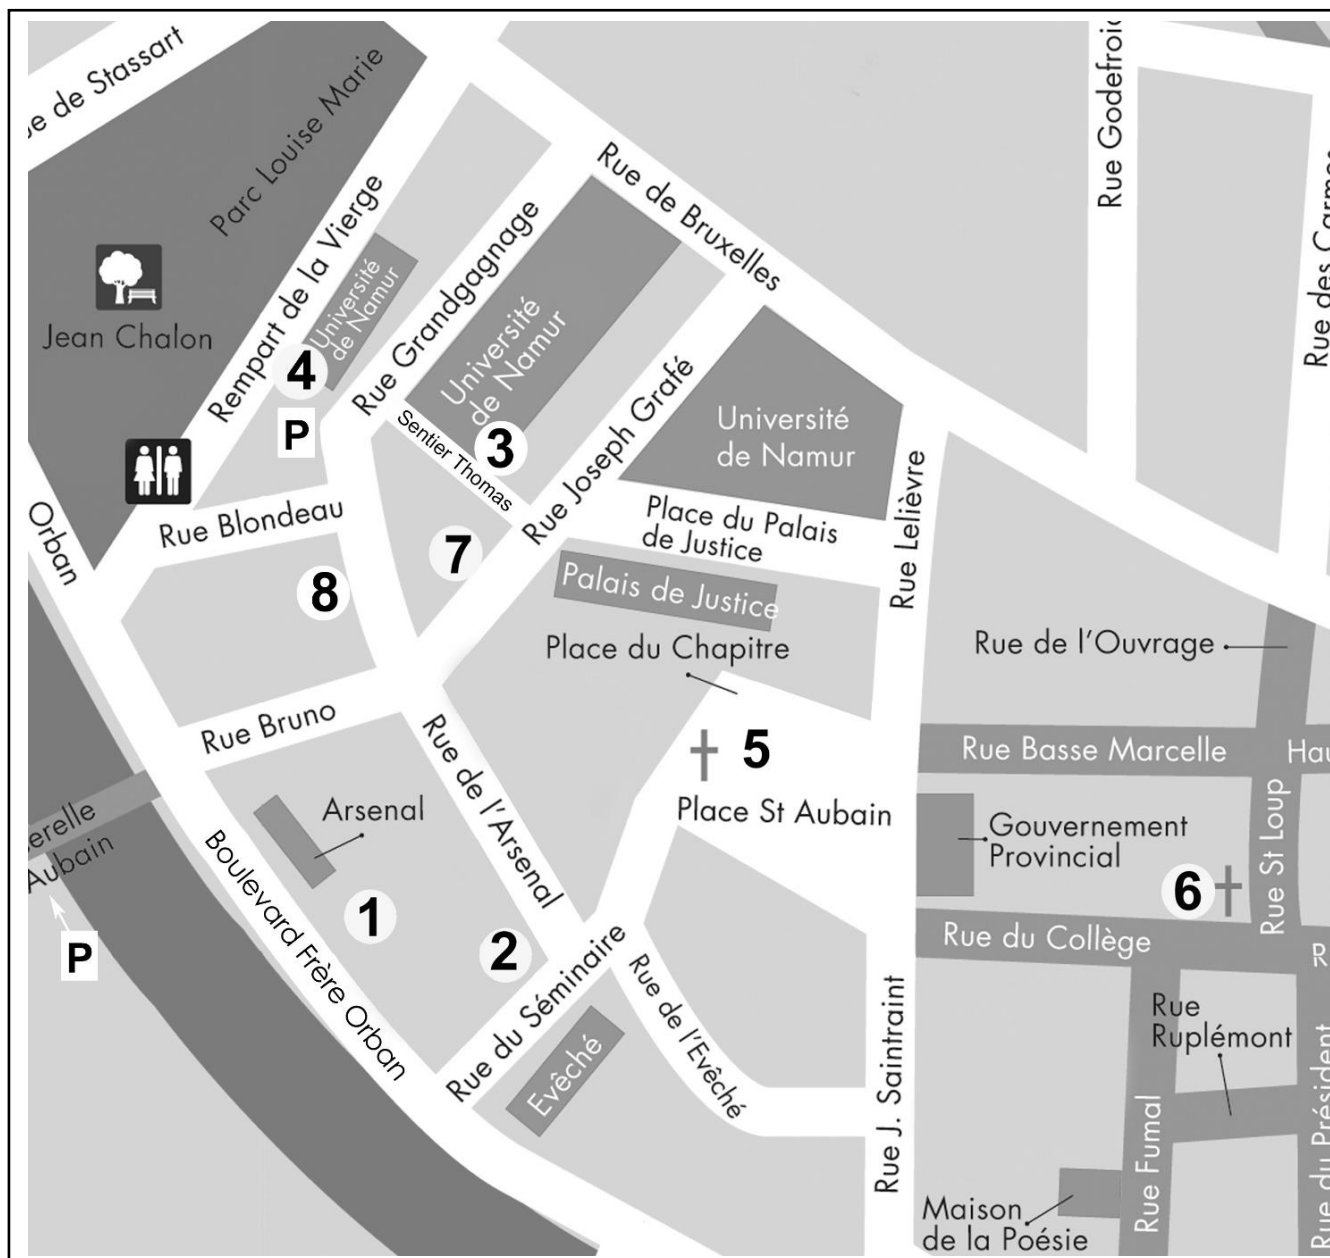 ue de Stassart
Parc Louise Marie
Jean Chalon
Rempart de la Vierge
Université
de Namur
4
P
Rue Grandgagnage
Université
de Namur
3
Sentier Thomas
Rue de Bruxelles
Rue Joseph Grafé
Université
de Namur
Rue Godefroi
Rue des Carmes
Orban
Rue Blondeau
7
8
Place du Palais
de Justice
Palais de Justice
Rue Lelièvre
Place du Chapitre
Rue de l'Ouvrage
Rue Bruno
5
Place St Aubain
Rue Basse Marcelle
Hau
Arsenal
Rue de l'Arsenal
erelle
Aubain
P
Boulevard Frère Orban
1
2
Gouvernement
Provincial
6
Rue St Loup
Rue du Collège
R
Rue du Séminaire
Evêché
Rue de l'Evêché
Rue J. Saintraint
Rue
Ruplémont
Rue Fumal
Rue du Président
Maison
de la Poésie